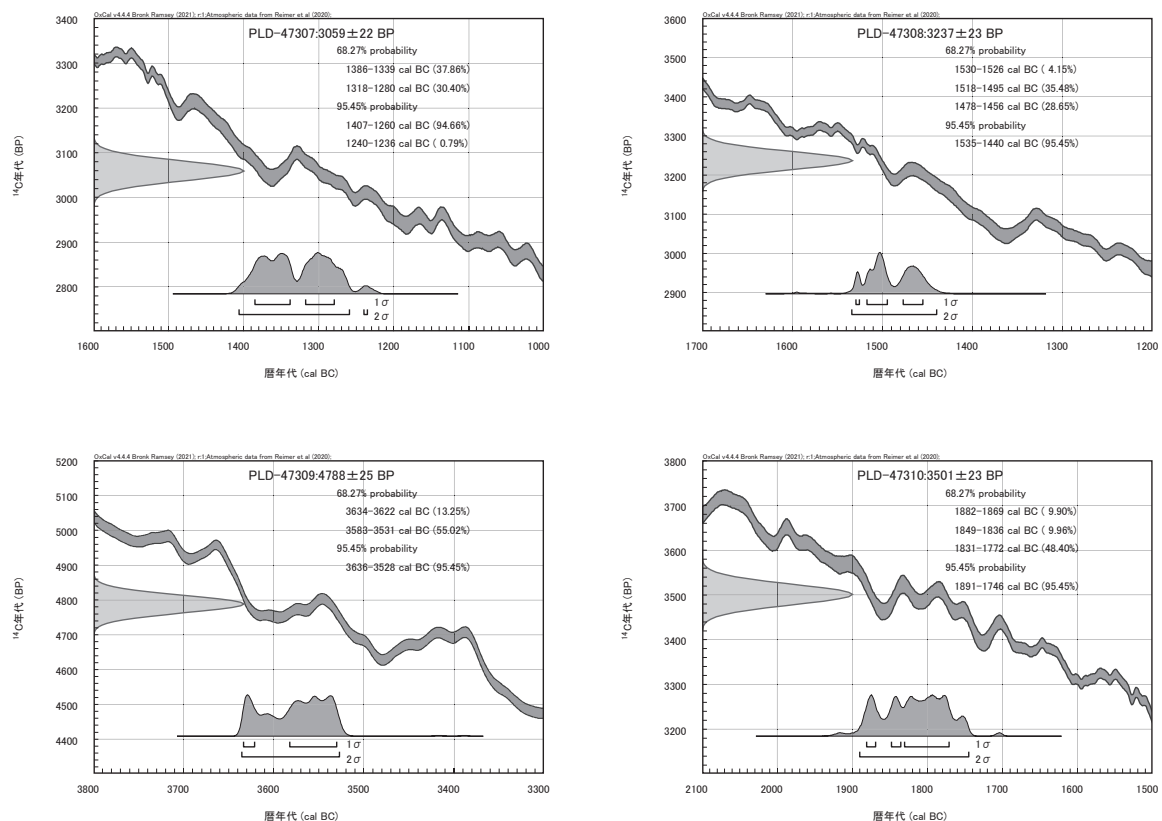 OxCal v4.4.4 Bronk Ramsey (2021); r:1;Atmospheric data from Reimer et al (2020);
PLD-47307:3059±22 BP
68.27% probability
1386-1339 cal BC (37.86%)
1318-1280 cal BC (30.40%)
95.45% probability
1407-1260 cal BC (94.66%)
1240-1236 cal BC ( 0.79%)
3400
3300
3200
3100
3000
2900
2800
14C年代 (BP)
1σ
2σ
1600 1500 1400 1300 1200 1100 1000
暦年代 (cal BC)
OxCal v4.4.4 Bronk Ramsey (2021); r:1;Atmospheric data from Reimer et al (2020);
PLD-47308:3237±23 BP
68.27% probability
1530-1526 cal BC ( 4.15%)
1518-1495 cal BC (35.48%)
1478-1456 cal BC (28.65%)
95.45% probability
1535-1440 cal BC (95.45%)
3600
3500
3400
3300
3200
3100
3000
2900
14C年代 (BP)
1σ
2σ
1700 1600 1500 1400 1300 1200
暦年代 (cal BC)
OxCal v4.4.4 Bronk Ramsey (2021); r:1;Atmospheric data from Reimer et al (2020);
PLD-47309:4788±25 BP
68.27% probability
3634-3622 cal BC (13.25%)
3583-3531 cal BC (55.02%)
95.45% probability
3636-3528 cal BC (95.45%)
5200
5100
5000
4900
4800
4700
4600
4500
4400
14C年代 (BP)
1σ
2σ
3800 3700 3600 3500 3400 3300
暦年代 (cal BC)
OxCal v4.4.4 Bronk Ramsey (2021); r:1;Atmospheric data from Reimer et al (2020);
PLD-47310:3501±23 BP
68.27% probability
1882-1869 cal BC ( 9.90%)
1849-1836 cal BC ( 9.96%)
1831-1772 cal BC (48.40%)
95.45% probability
1891-1746 cal BC (95.45%)
3800
3700
3600
3500
3400
3300
3200
14C年代 (BP)
1σ
2σ
2100 2000 1900 1800 1700 1600 1500
暦年代 (cal BC)